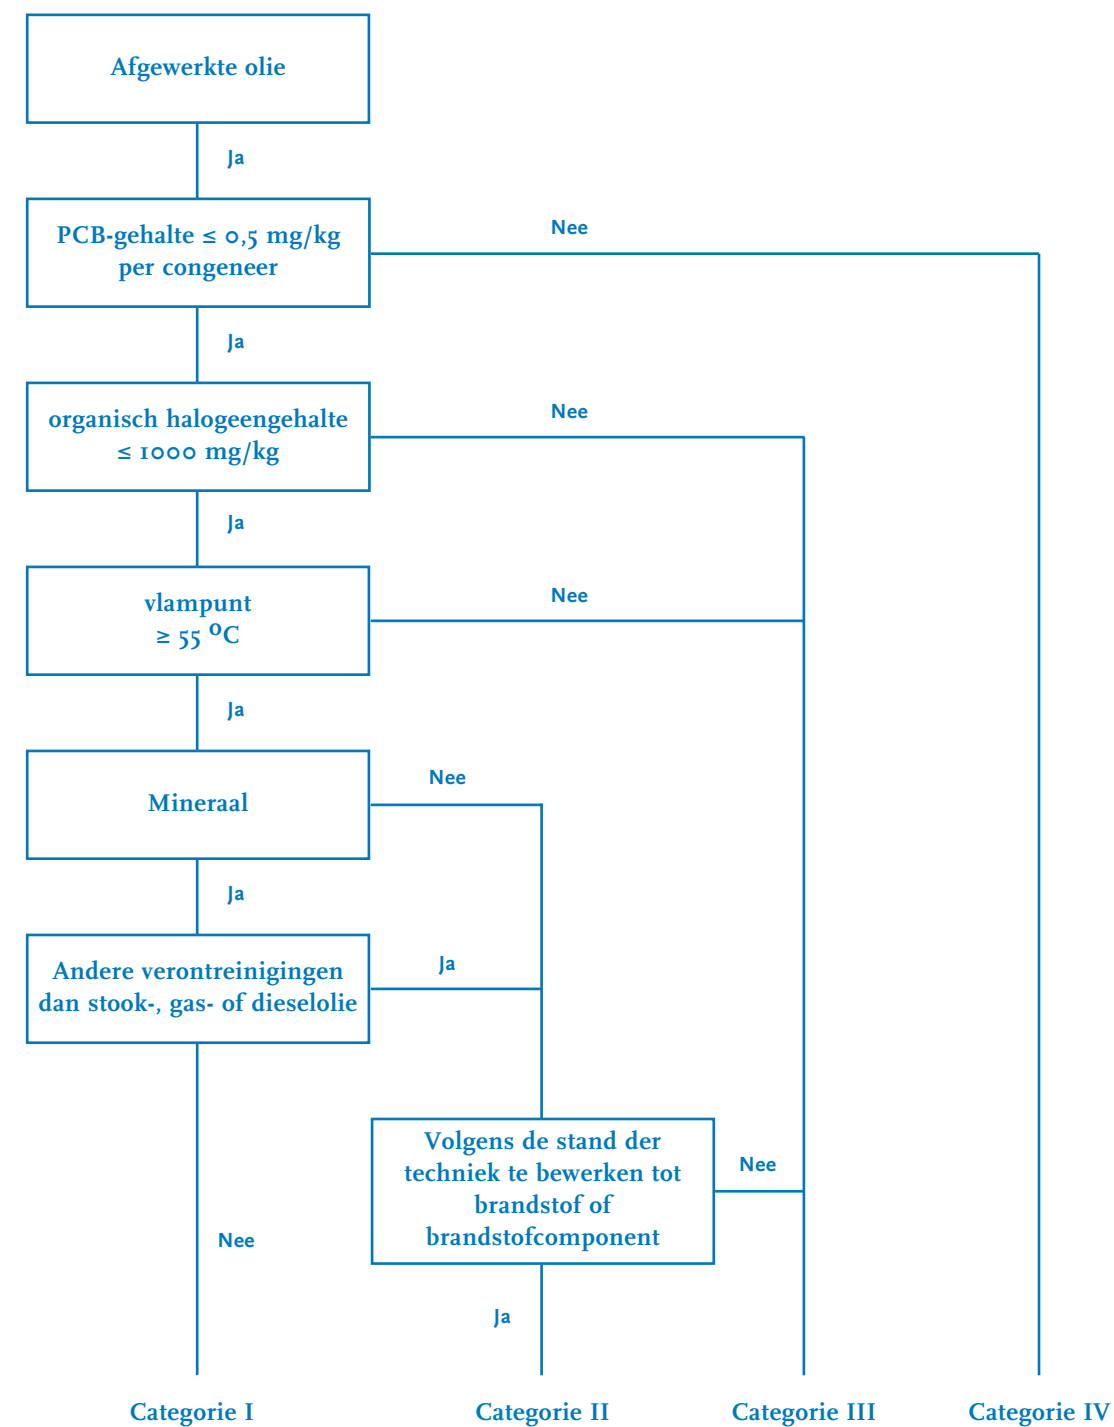 Afgewerkte olie
Ja
PCB-gehalte ≤ 0,5 mg/kg
per congeneer
Nee
Ja
organisch halogeengehalte
≤ 1000 mg/kg
Nee
Ja
vlampunt
≥ 55 ⁰C
Nee
Ja
Mineraal
Nee
Ja
Andere verontreinigingen
dan stook-, gas- of dieselolie
Ja
Volgens de stand der
techniek te bewerken tot
brandstof of
brandstofcomponent
Nee
Nee
Ja
Categorie I
Categorie II
Categorie III
Categorie IV